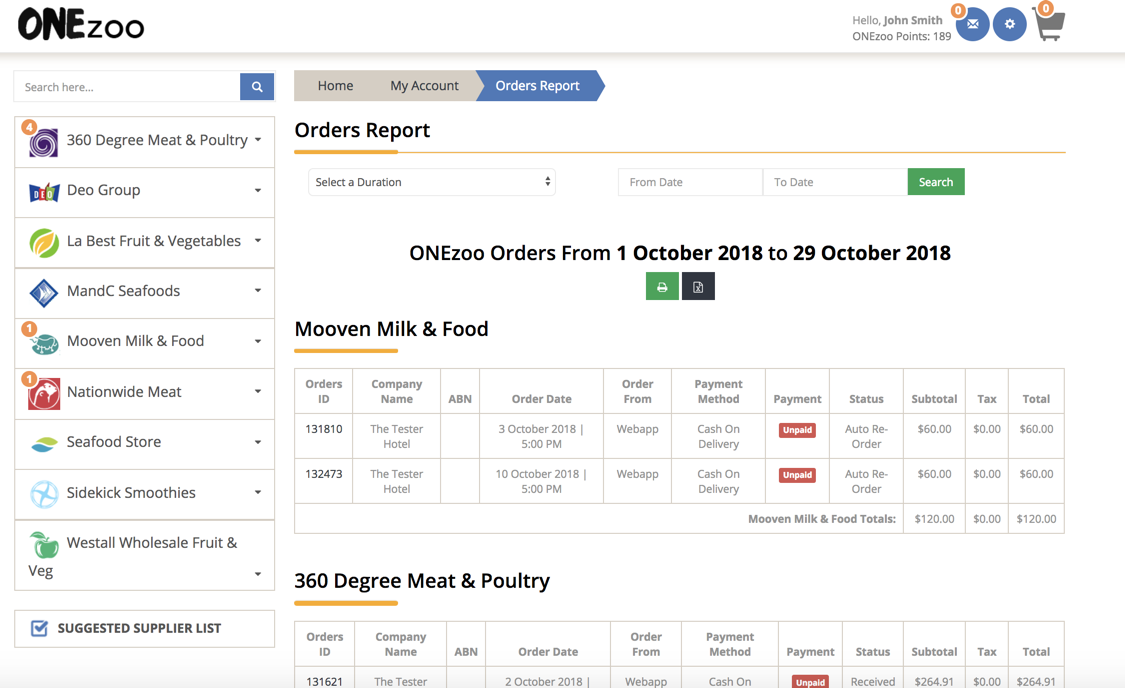 ONEzoo
Hello, John Smith
ONEzoo Points: 189
0
0
Search here...
Home
My Account
Orders Report
4
360 Degree Meat & Poultry
DEO
Deo Group
La Best Fruit & Vegetables
MandC Seafoods
1
Mooven Milk & Food
1
Nationwide Meat
Seafood Store
Sidekick Smoothies
Westall Wholesale Fruit &
Veg
SUGGESTED SUPPLIER LIST
Orders Report
Select a Duration
From Date
To Date
Search
ONEzoo Orders From 1 October 2018 to 29 October 2018
Mooven Milk & Food
Orders ID Company Name ABN Order Date Order From Payment Method Payment Status Subtotal Tax Total
131810 The Tester Hotel 3 October 2018 | 5:00 PM Webapp Cash On Delivery Unpaid Auto Re-Order $60.00 $0.00 $60.00
132473 The Tester Hotel 10 October 2018 | 5:00 PM Webapp Cash On Delivery Unpaid Auto Re-Order $60.00 $0.00 $60.00
Mooven Milk & Food Totals: $120.00 $0.00 $120.00
360 Degree Meat & Poultry
Orders ID Company Name ABN Order Date Order From Payment Method Payment Status Subtotal Tax Total
131621 The Tester 2 October 2018 | Webapp Cash On Unpaid Received $264.91 $0.00 $264.91